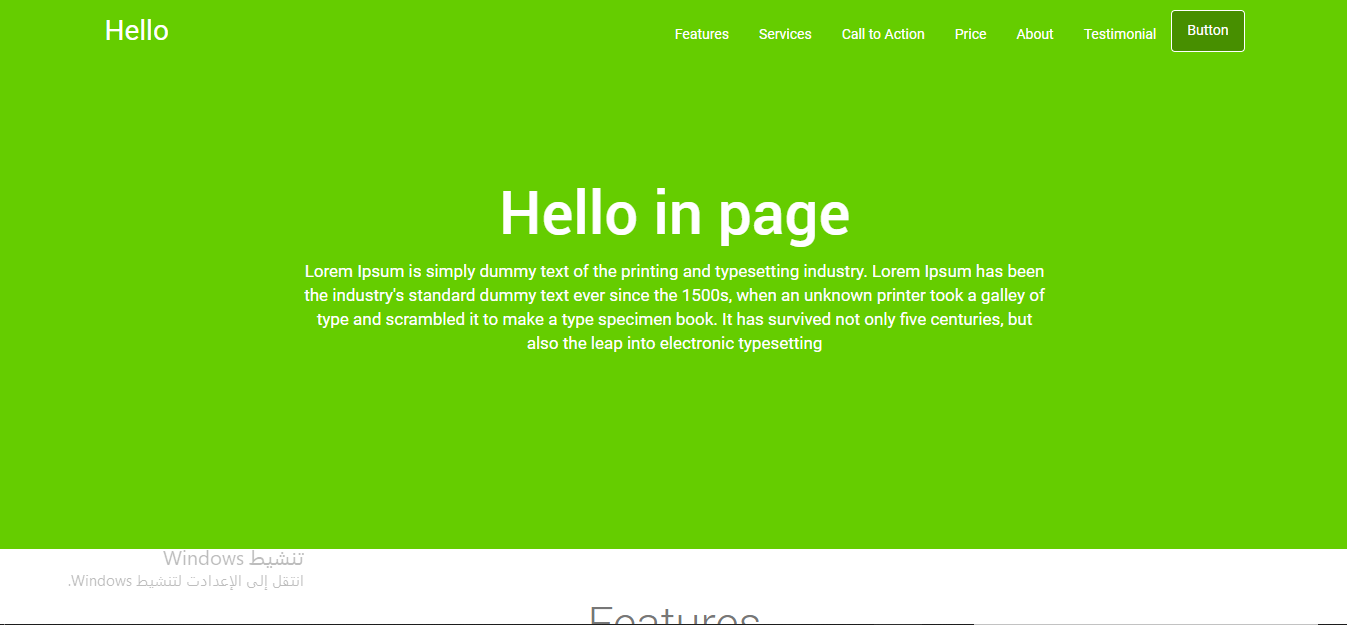 Hello
Features Services Call to Action Price About Testimonial Button
Hello in page
Lorem Ipsum is simply dummy text of the printing and typesetting industry. Lorem Ipsum has been
the industry's standard dummy text ever since the 1500s, when an unknown printer took a galley of
type and scrambled it to make a type specimen book. It has survived not only five centuries, but
also the leap into electronic typesetting
تنشيط Windows
انتقل إلى الإعدادت لتنشيط Windows.
Features